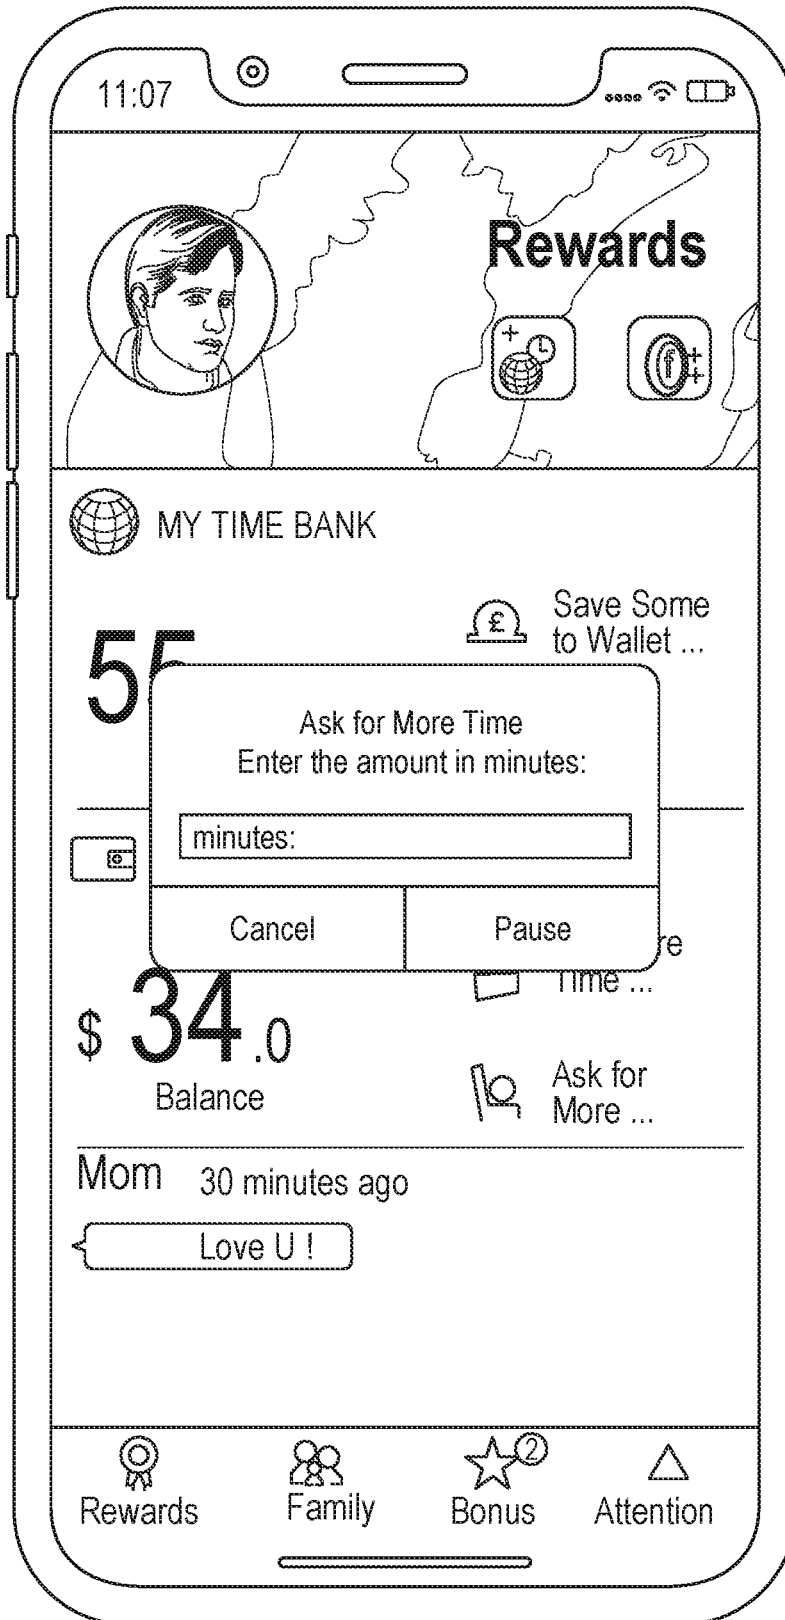 11:07
Rewards
f
MY TIME BANK
£
Save Some
to Wallet ...
55
Ask for More Time
Enter the amount in minutes:
minutes:
Cancel
Pause
re
Time ...
$ 34.0
Balance
Ask for
More ...
Mom
30 minutes ago
Love U !
2
Rewards
Family
Bonus
Attention